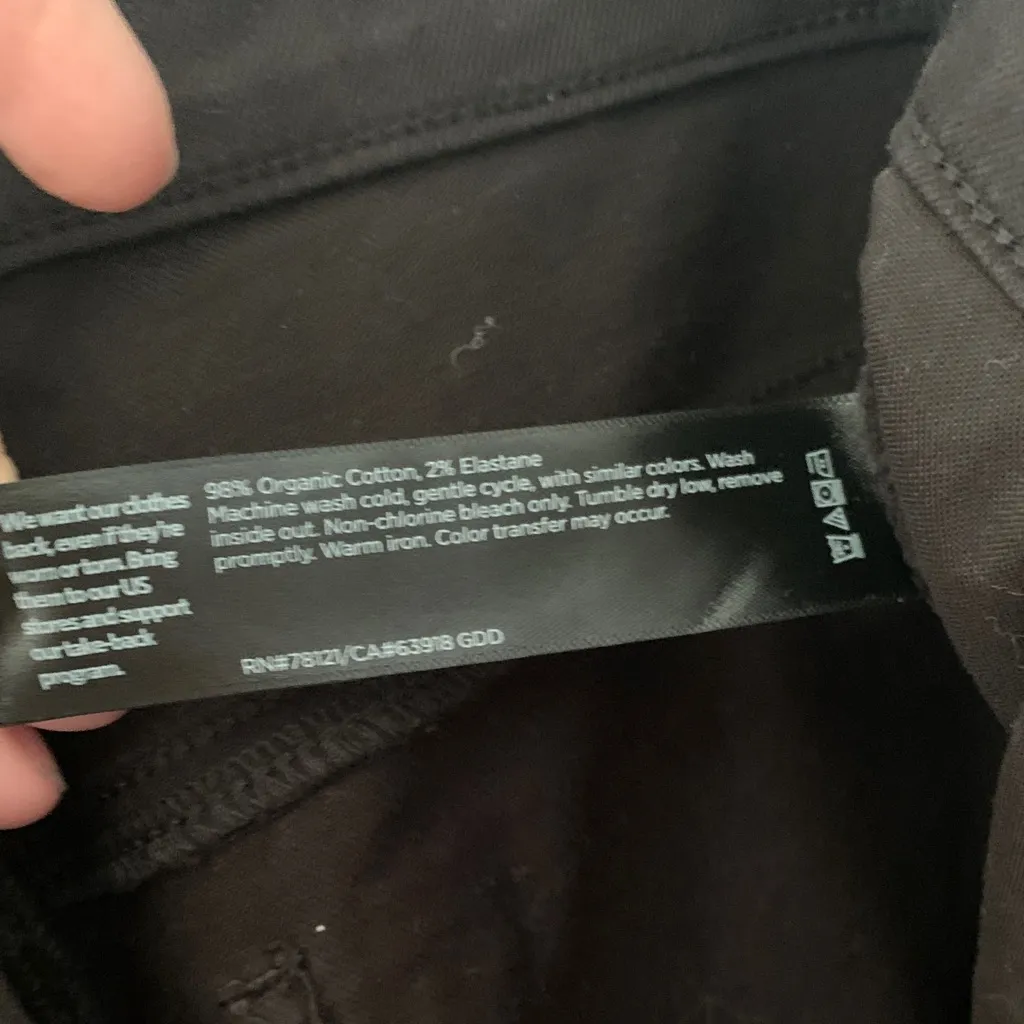 We want our clothes
back, even if they're
worn or torn. Bring
them to our US
stores and support
our take-back
program.
98% Organic Cotton, 2% Elastane
Machine wash cold, gentle cycle, with similar colors. Wash
inside out. Non-chlorine bleach only. Tumble dry low, remove
promptly. Warm iron. Color transfer may occur.
RN#78121/CA#63918 GDD